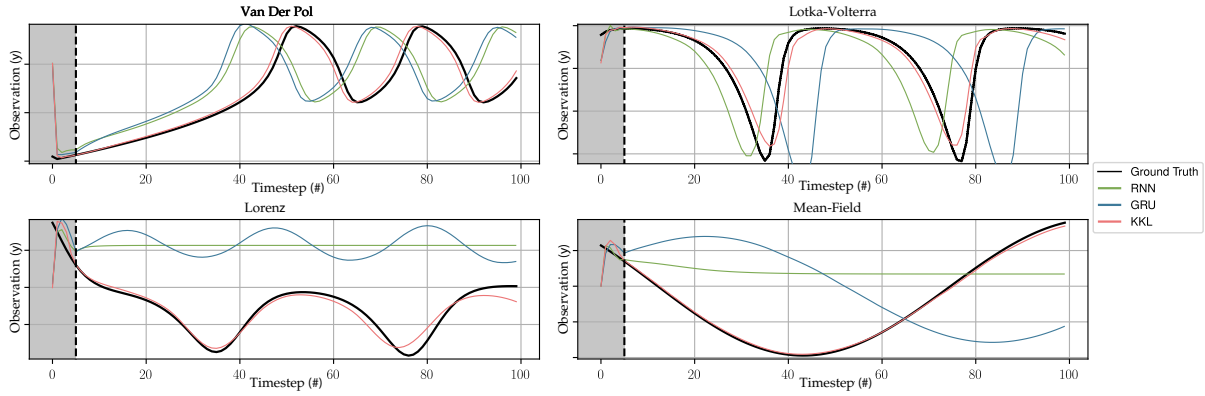 Van Der Pol
Observation (y)
0 20 40 60 80 100
Timestep (#)
Lotka-Volterra
Observation (y)
0 20 40 60 80 100
Timestep (#)
Ground Truth
RNN
GRU
KKL
Lorenz
Observation (y)
0 20 40 60 80 100
Timestep (#)
Mean-Field
Observation (y)
0 20 40 60 80 100
Timestep (#)